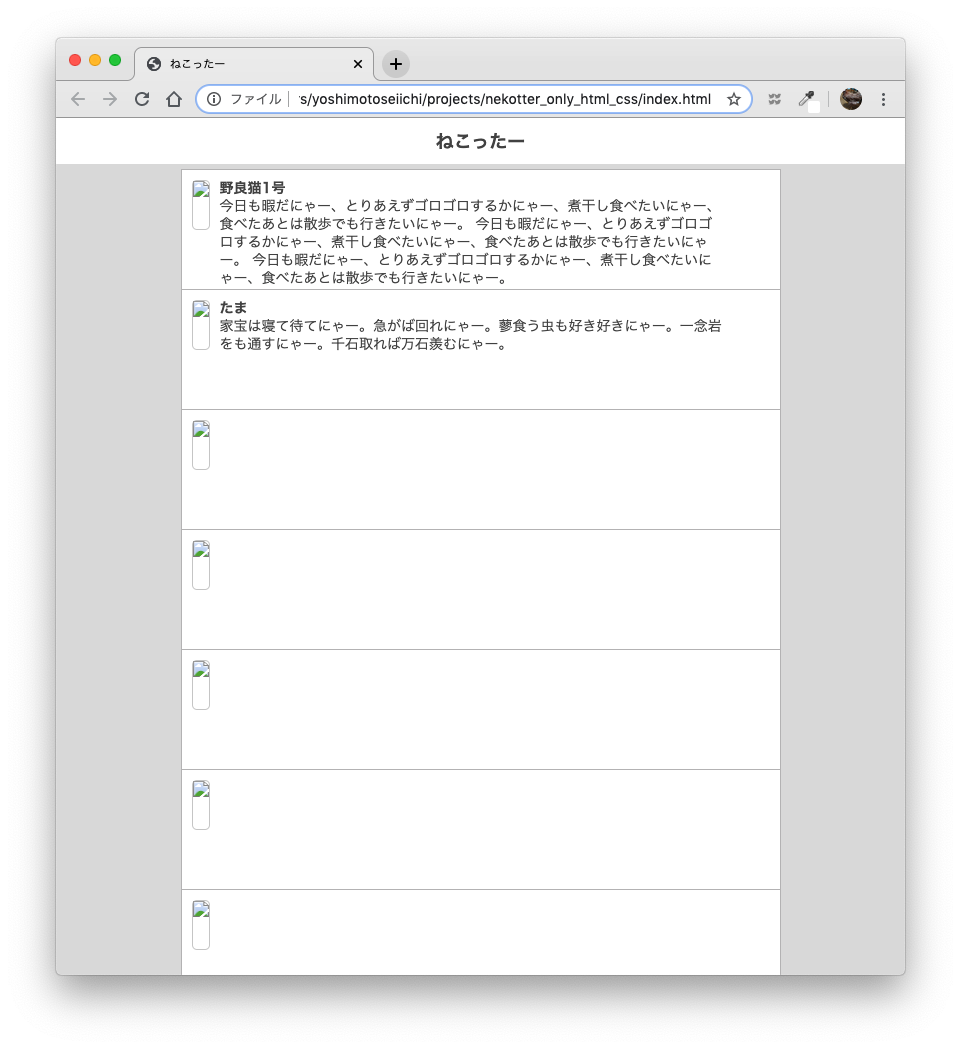 ねこったー
ファイル
rs/yoshimotoseiichi/projects/nekotter_only_html_css/index.html
ねこったー
野良猫1号
今日も暇だにゃー、とりあえずゴロゴロするかにゃー、煮干し食べたいにゃー、
食べたあとは散歩でも行きたいにゃー。 今日も暇だにゃー、とりあえずゴロゴ
ロするかにゃー、煮干し食べたいにゃー、食べたあとは散歩でも行きたいにゃ
ー。 今日も暇だにゃー、とりあえずゴロゴロするかにゃー、煮干し食べたいに
ゃー、食べたあとは散歩でも行きたいにゃー。
たま
家宝は寝て待てにゃー。急がば回れにゃー。蓼食う虫も好き好きにゃー。一念岩
をも通すにゃー。千石取れば万石羨むにゃー。